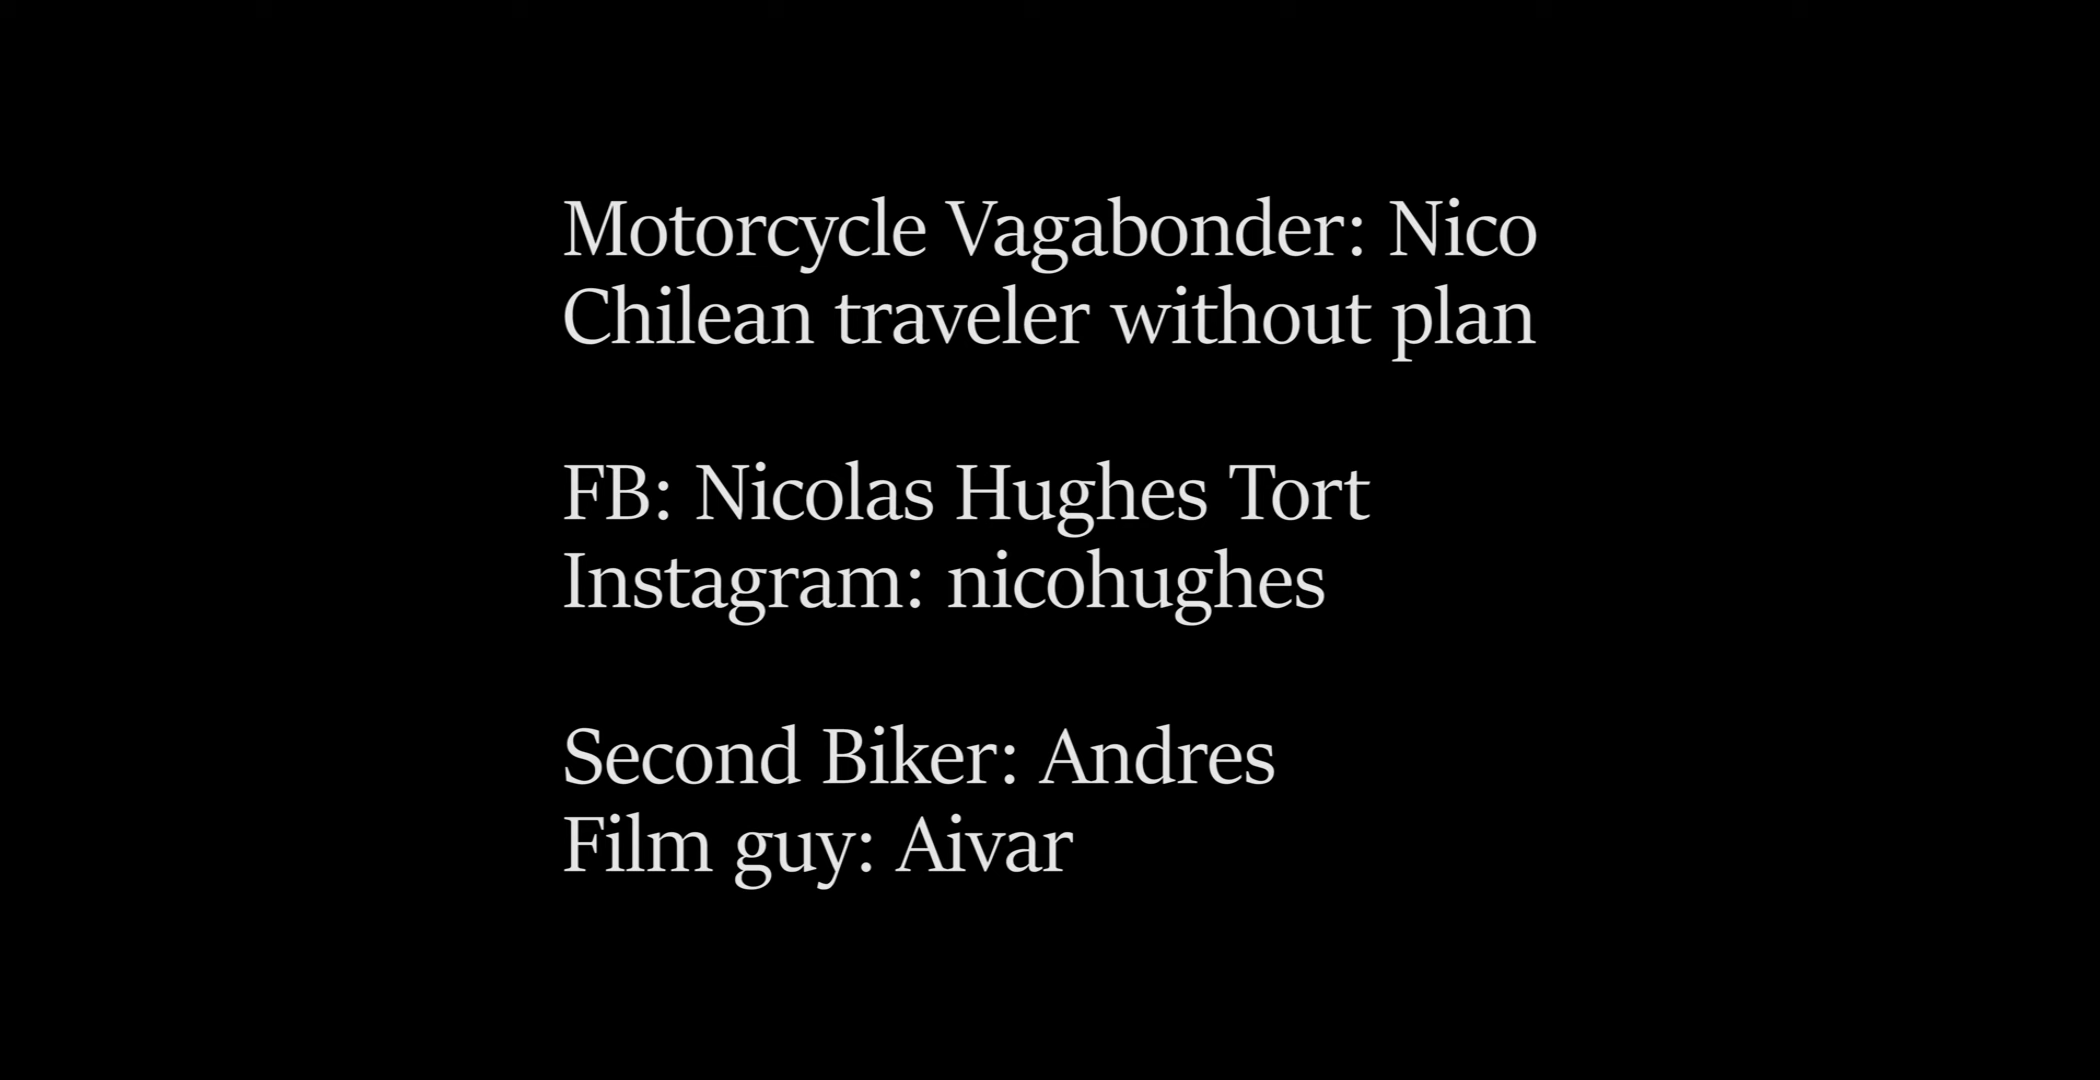 Motorcycle Vagabonder: Nico
Chilean traveler without plan
FB: Nicolas Hughes Tort
Instagram: nicohughes
Second Biker: Andres
Film guy: Aivar